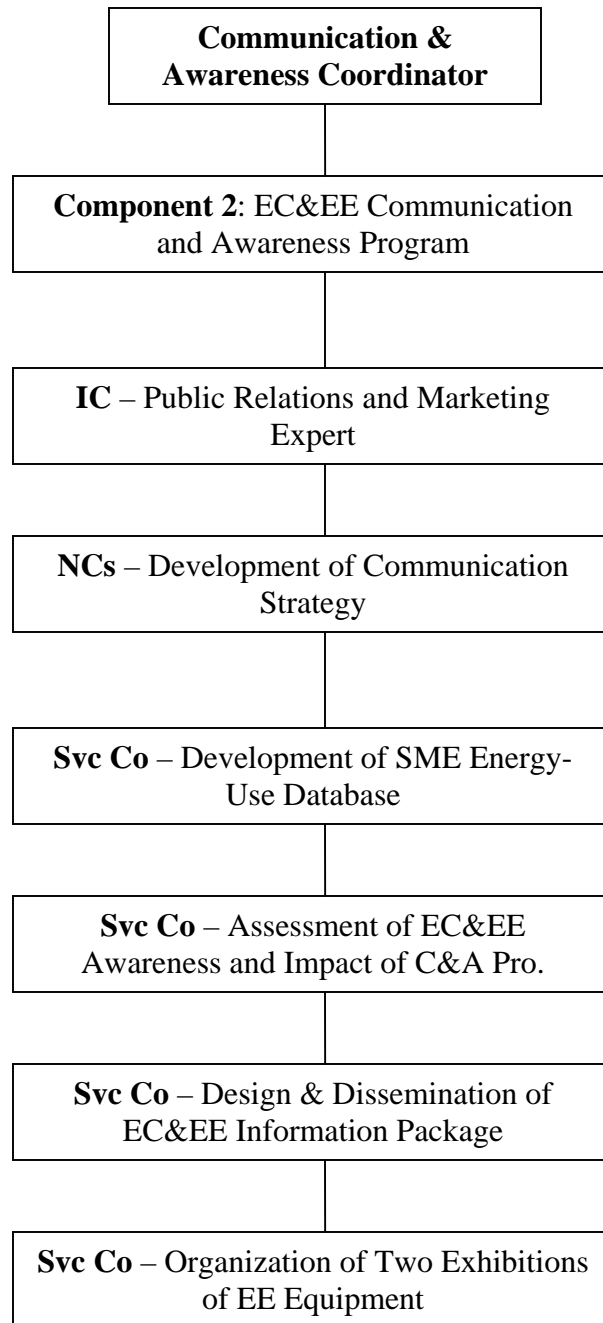 Communication &
Awareness Coordinator
Component 2: EC&EE Communication
and Awareness Program
IC – Public Relations and Marketing
Expert
NCs – Development of Communication
Strategy
Svc Co – Development of SME Energy-
Use Database
Svc Co – Assessment of EC&EE
Awareness and Impact of C&A Pro.
Svc Co – Design & Dissemination of
EC&EE Information Package
Svc Co – Organization of Two Exhibitions
of EE Equipment